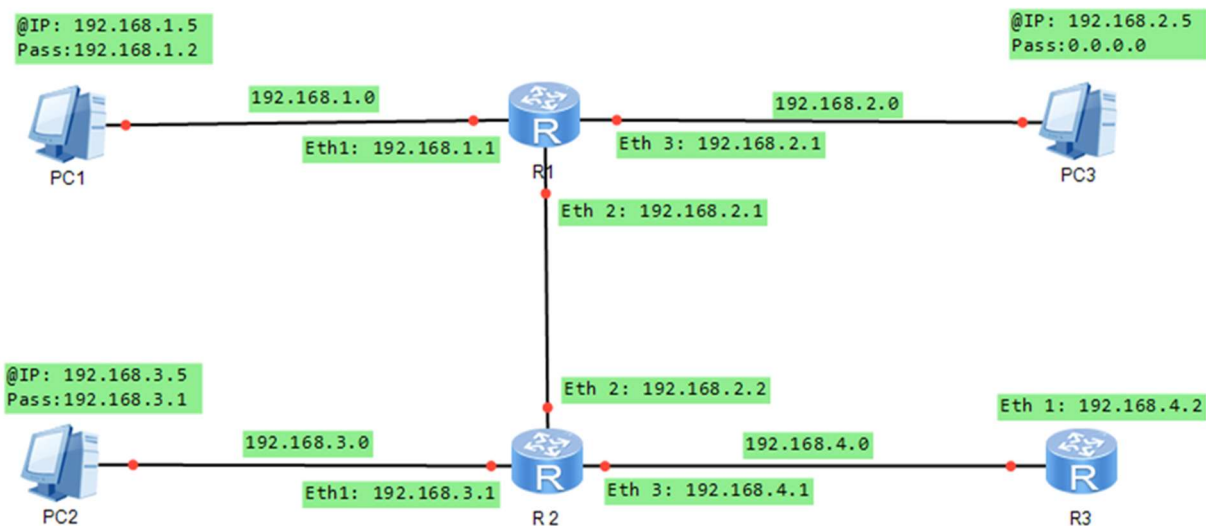 @IP: 192.168.1.5
Pass:192.168.1.2
@IP: 192.168.2.5
Pass:0.0.0.0
192.168.1.0
192.168.2.0
Eth1: 192.168.1.1
Eth 3: 192.168.2.1
PC1
R
R1
PC3
Eth 2: 192.168.2.1
@IP: 192.168.3.5
Pass:192.168.3.1
Eth 2: 192.168.2.2
Eth 1: 192.168.4.2
192.168.3.0
192.168.4.0
R
R
Eth1: 192.168.3.1
Eth 3: 192.168.4.1
PC2
R 2
R3